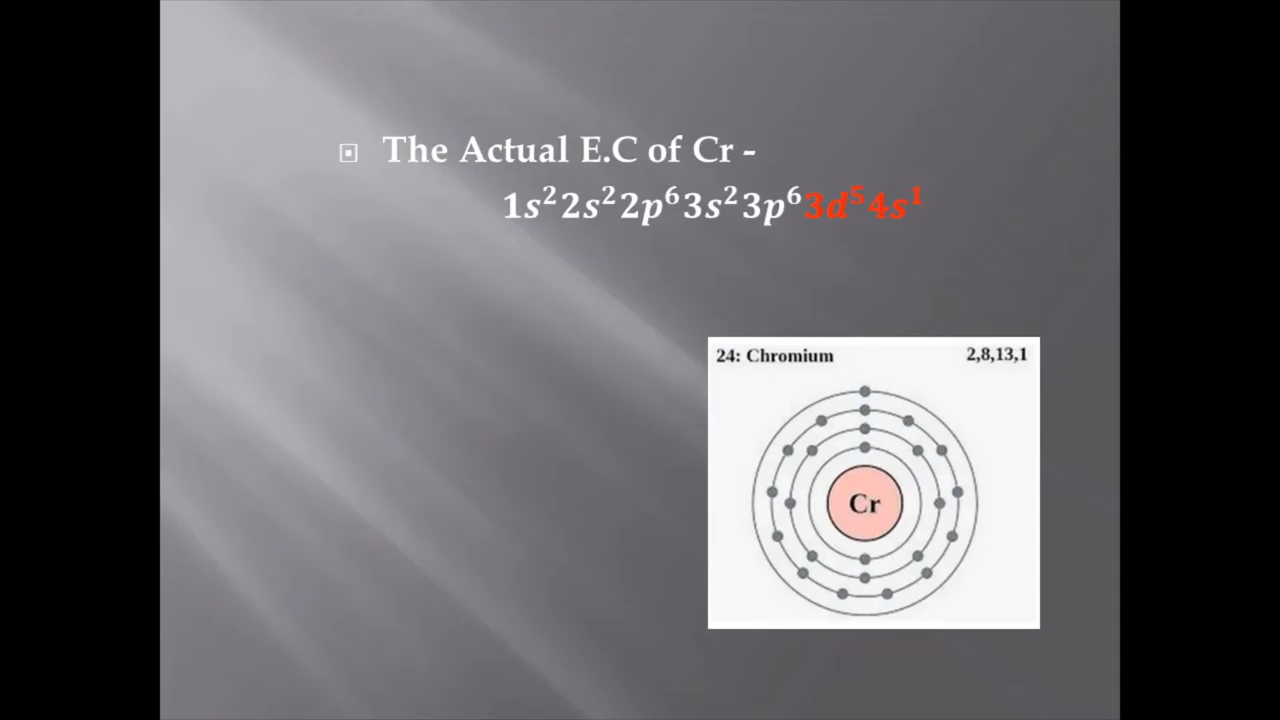 The Actual E.C of Cr -
1s²2s²2p⁶3s²3p⁶3d⁵4s¹
24: Chromium 2,8,13,1
Cr